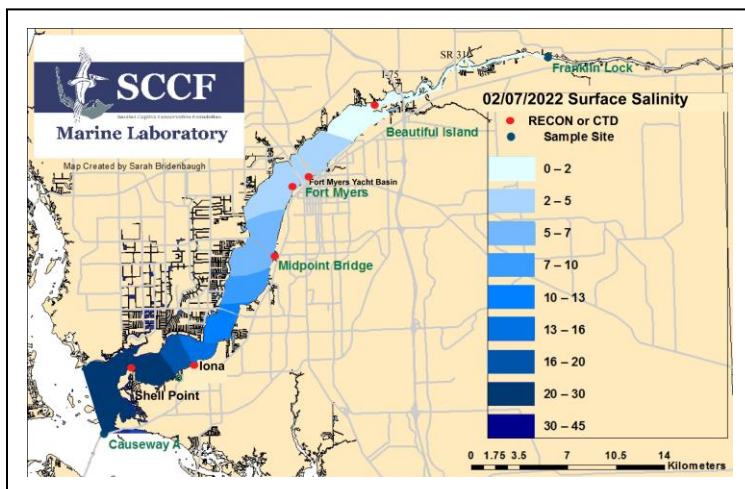 SCCF
Marine Laboratory
Map Created by Sarah Bridenbaugh
I-75
SR 31
Franklin Lock
Beautiful Island
Fort Myers Yacht Basin
Fort Myers
Midpoint Bridge
Iona
Shell Point
Causeway A
02/07/2022 Surface Salinity
RECON or CTD
Sample Site
0 – 2
2 – 5
5 – 7
7 – 10
10 – 13
13 – 16
16 – 20
20 – 30
30 – 45
0 1.75 3.5 7 10.5 14
Kilometers